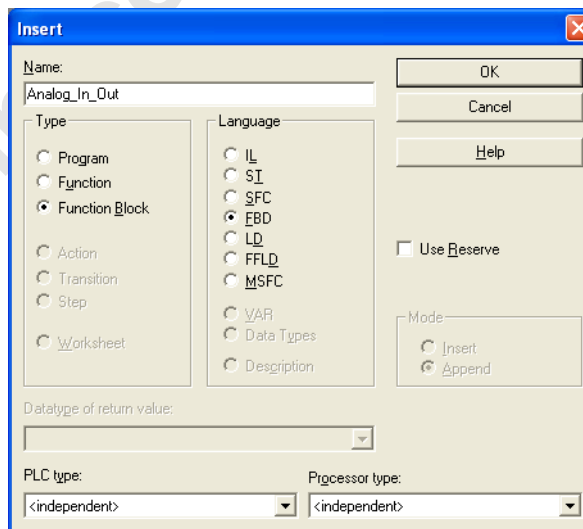 Insert
Name:
Analog_In_Out
OK
Cancel
Help
Type
Program
Function
Function Block
Action
Transition
Step
Worksheet
Language
IL
ST
SFC
FBD
LD
FFLD
MSFC
VAR
Data Types
Description
Use Reserve
Mode
Insert
Append
Datatype of return value:
PLC type:
<independent>
Processor type:
<independent>